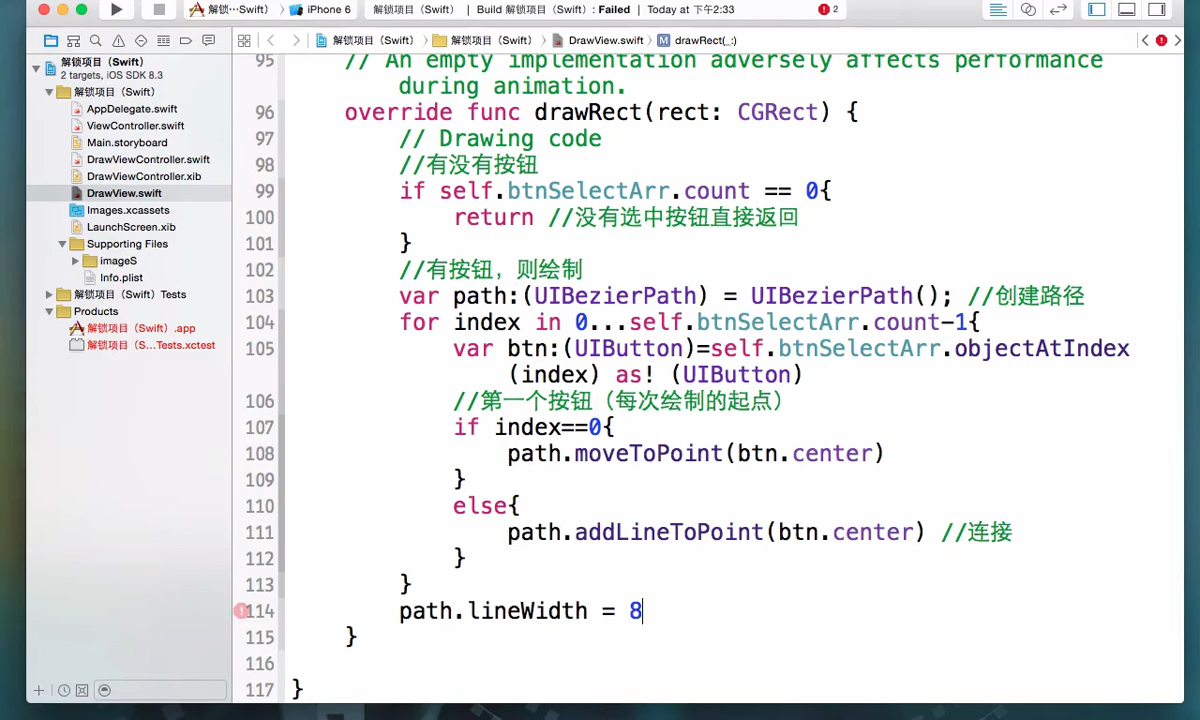 解锁···Swift） 〉 iPhone 6
解锁项目（Swift） | Build 解锁项目（Swift）: Failed | Today at 下午2:33
2
解锁项目（Swift） 〉 解锁项目（Swift） 〉 DrawView.swift 〉 M drawRect(_:)
解锁项目 (Swift)
2 targets, iOS SDK 8.3
解锁项目（Swift）
AppDelegate.swift
ViewController.swift
Main.storyboard
DrawViewController.swift
DrawViewController.xib
DrawView.swift
Images.xcassets
LaunchScreen.xib
Supporting Files
imageS
Info.plist
解锁项目（Swift）Tests
Products
解锁项目（Swift）.app
解锁项目（S…Tests.xctest
95 // An empty implementation adversely affects performance
during animation.
96 override func drawRect(rect: CGRect) {
97 // Drawing code
98 //有没有按钮
99 if self.btnSelectArr.count == 0{
100 return //没有选中按钮直接返回
101 }
102 //有按钮，则绘制
103 var path:(UIBezierPath) = UIBezierPath(); //创建路径
104 for index in 0...self.btnSelectArr.count-1{
105 var btn:(UIButton)=self.btnSelectArr.objectAtIndex
(index) as! (UIButton)
106 //第一个按钮（每次绘制的起点）
107 if index==0{
108 path.moveToPoint(btn.center)
109 }
110 else{
111 path.addLineToPoint(btn.center) //连接
112 }
113 }
114 path.lineWidth = 8
115 }
116
117 }